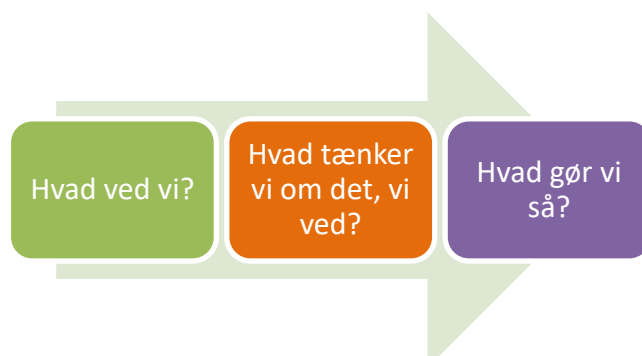 Hvad ved vi?
Hvad tænker
vi om det, vi
ved?
Hvad gør vi
så?